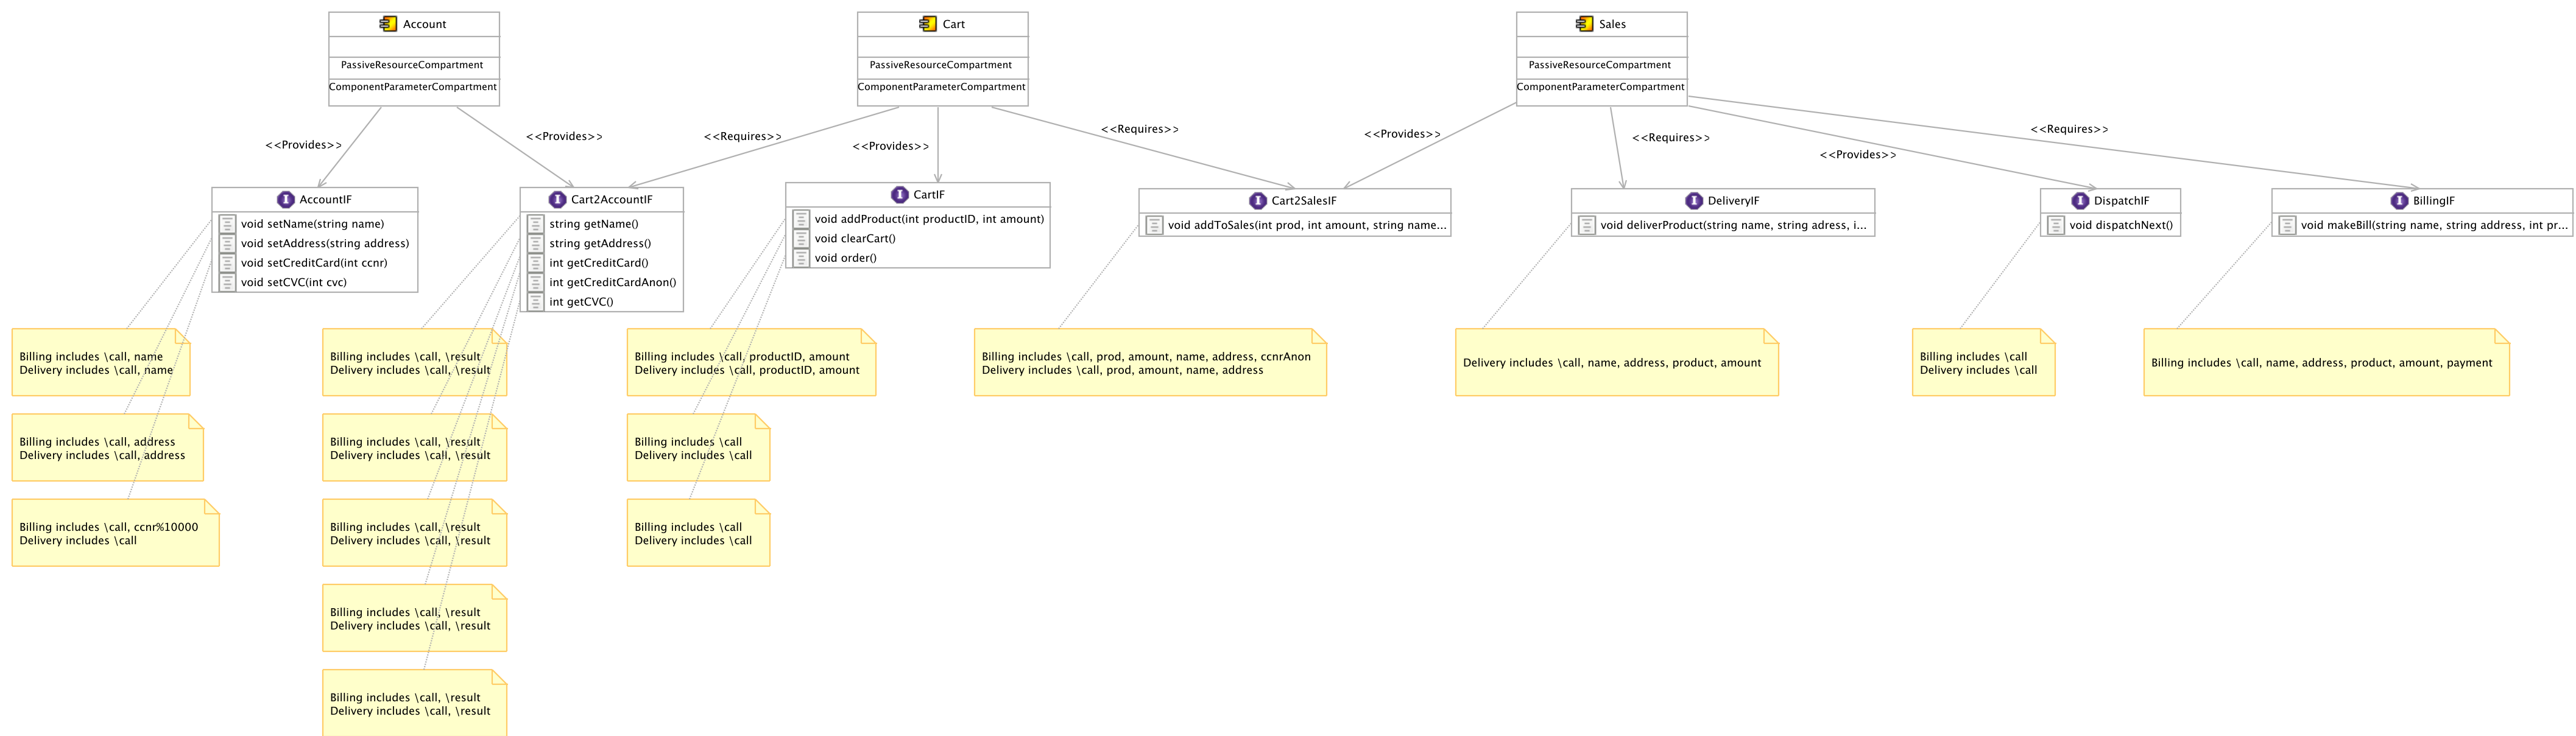 Account
PassiveResourceCompartment
ComponentParameterCompartment
Cart
PassiveResourceCompartment
ComponentParameterCompartment
Sales
PassiveResourceCompartment
ComponentParameterCompartment
<<Provides>>
<<Provides>>
<<Requires>>
<<Provides>>
<<Requires>>
<<Provides>>
<<Requires>>
<<Provides>>
<<Requires>>
AccountIF
void setName(string name)
void setAddress(string address)
void setCreditCard(int ccnr)
void setCVC(int cvc)
Cart2AccountIF
string getName()
string getAddress()
int getCreditCard()
int getCreditCardAnon()
int getCVC()
CartIF
void addProduct(int productID, int amount)
void clearCart()
void order()
Cart2SalesIF
void addToSales(int prod, int amount, string name...
DeliveryIF
void deliverProduct(string name, string adress, i...
DispatchIF
void dispatchNext()
BillingIF
void makeBill(string name, string address, int pr...
Billing includes \call, name
Delivery includes \call, name
Billing includes \call, address
Delivery includes \call, address
Billing includes \call, ccnr%10000
Delivery includes \call
Billing includes \call, \result
Delivery includes \call, \result
Billing includes \call, \result
Delivery includes \call, \result
Billing includes \call, \result
Delivery includes \call, \result
Billing includes \call, \result
Delivery includes \call, \result
Billing includes \call, \result
Delivery includes \call, \result
Billing includes \call, productID, amount
Delivery includes \call, productID, amount
Billing includes \call
Delivery includes \call
Billing includes \call
Delivery includes \call
Billing includes \call, prod, amount, name, address, ccnrAnon
Delivery includes \call, prod, amount, name, address
Delivery includes \call, name, address, product, amount
Billing includes \call
Delivery includes \call
Billing includes \call, name, address, product, amount, payment